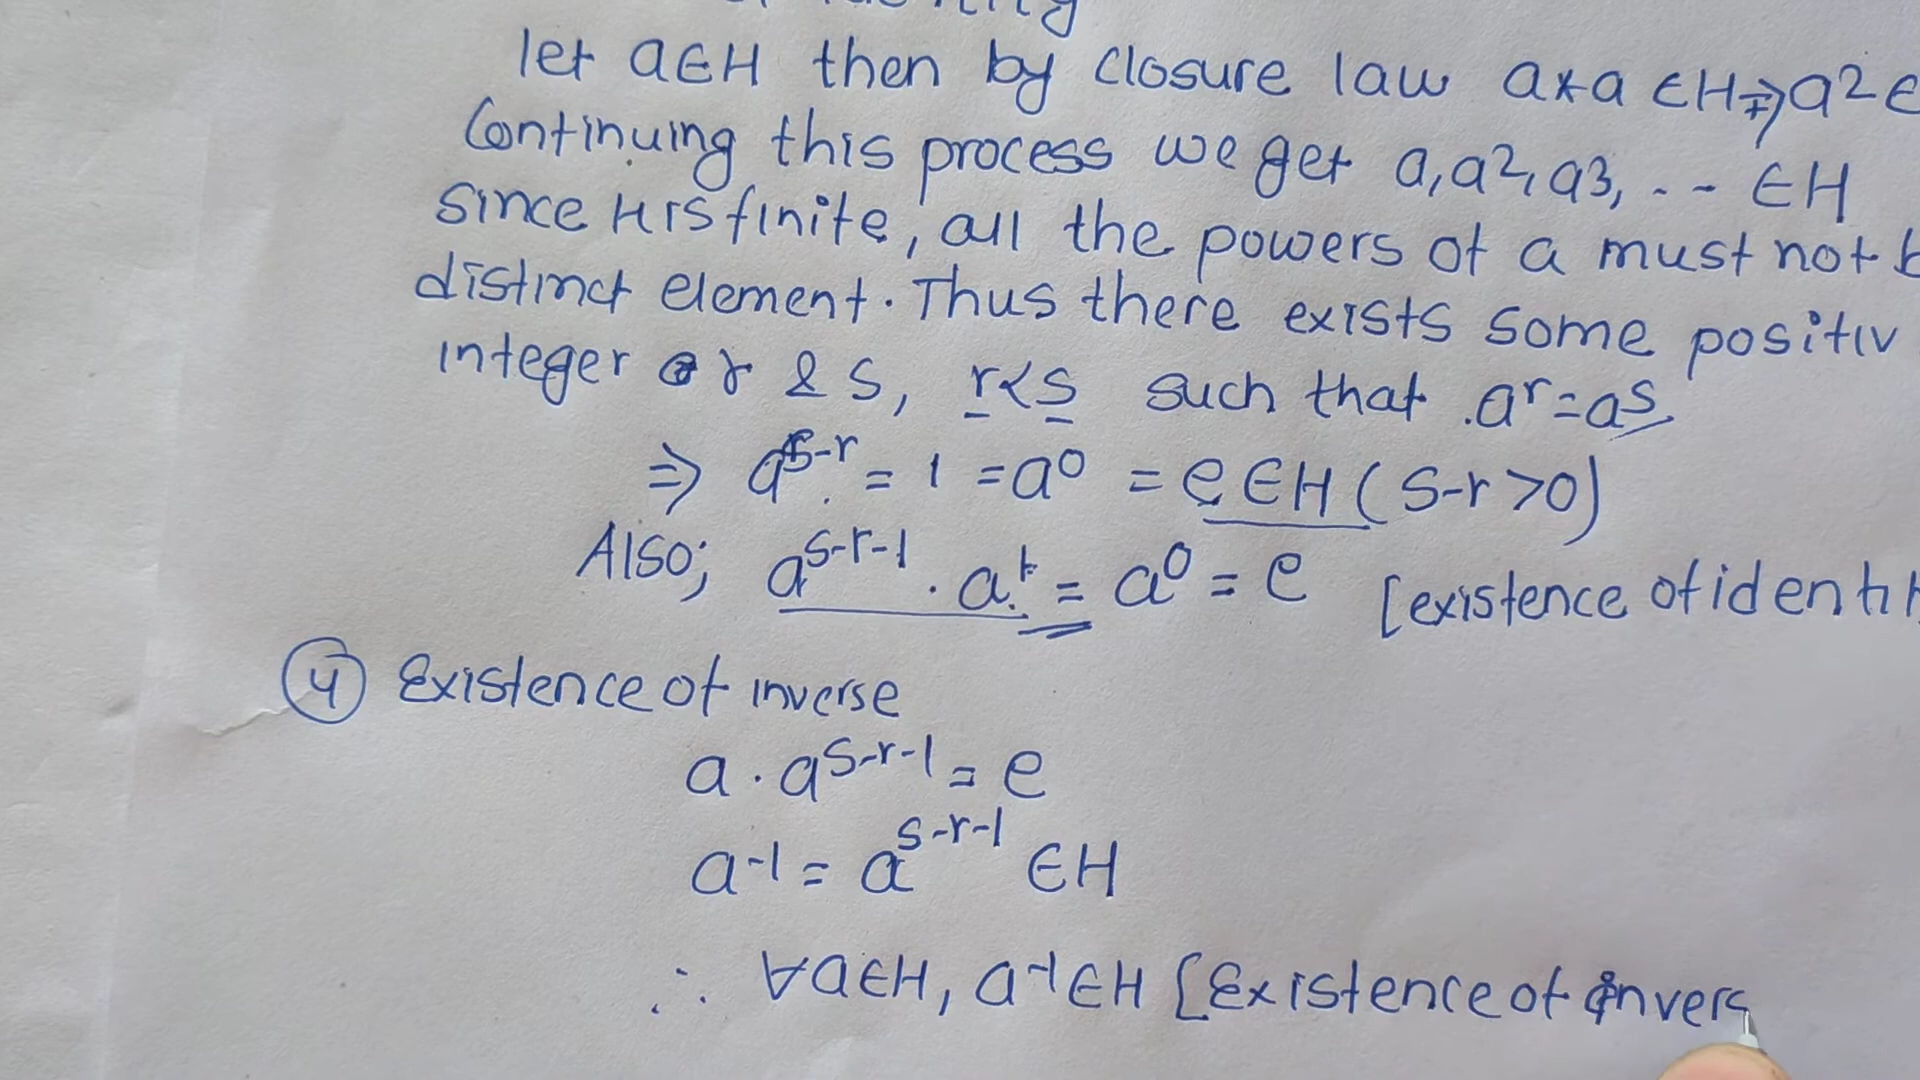 let a∈H then by closure law a*a ∈H⇒a² ∈
Continuing this process we get a, a², a³, .. - ∈H
since H is finite, all the powers of a must not b
distinct element. Thus there exists some positiv
integer r & s, r<s such that a^r = a^s
⇒ a^s-r = 1 = a⁰ = e ∈H (s-r >0)
Also; a^s-r-1 . a¹ = a⁰ = e [existence of identit
④ Existence of inverse
a . a^s-r-1 = e
a⁻¹ = a^s-r-1 ∈H
∴ ∀a∈H, a⁻¹∈H [Existence of invers